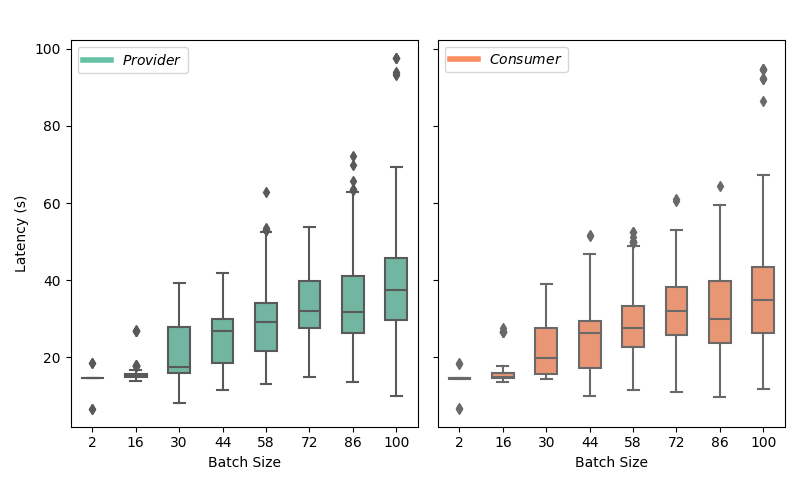 Provider
Consumer
100
80
60
40
20
Latency (s)
2 16 30 44 58 72 86 100
2 16 30 44 58 72 86 100
Batch Size
Batch Size